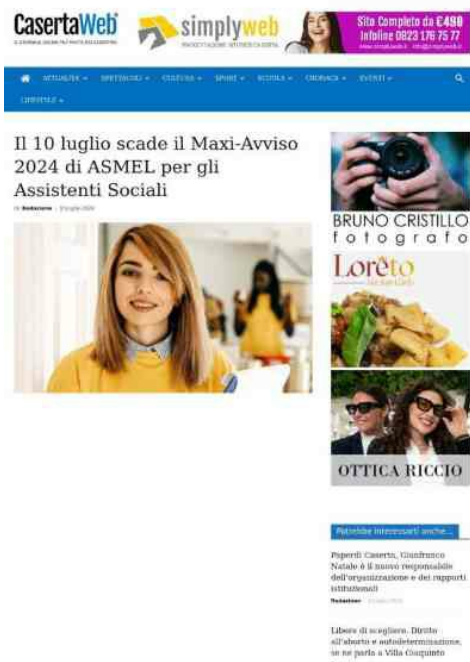 CasertaWeb
simplyweb
Sito Completo da £490
Infoline 0823 176 75 77
ATTUALITA'
SPETTACOLI
CULTURA
SPORT
SCUOLA
CRONACA
EVENTI
LIFESTYLE
Il 10 luglio scade il Maxi-Avviso
2024 di ASMEL per gli
Assistenti Sociali
Redazione
BRUNO CRISTILLO
fotografo
Loreto
OTTICA RICCIO
Potrebbe interessarti anche...
Paperdi Caserta, Gianfranco
Natale è il nuovo responsabile
dell'organizzazione e dei rapporti
istituzionali
Redazione
Libere di scegliere. Diritto
all'aborto e autodeterminazione,
se ne parla a Villa Giaquinto